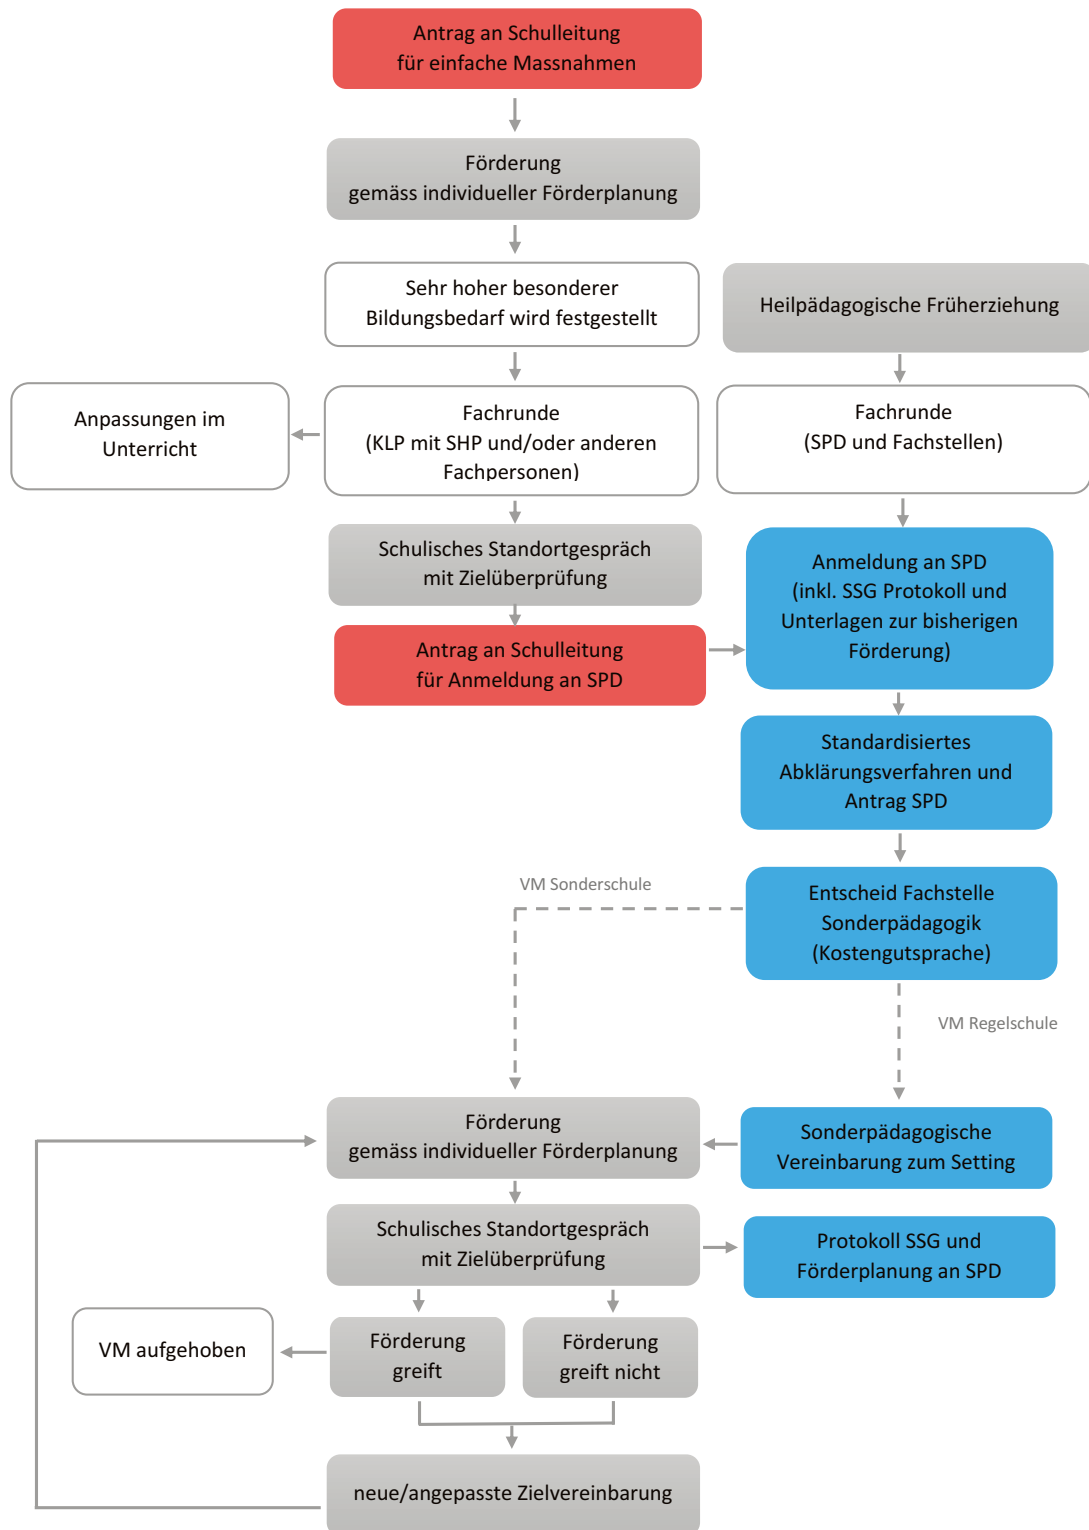 Antrag an Schulleitung
für einfache Massnahmen
Förderung
gemäss individueller Förderplanung
Sehr hoher besonderer
Bildungsbedarf wird festgestellt
Heilpädagogische Früherziehung
Anpassungen im
Unterricht
Fachrunde
(KLP mit SHP und/oder anderen
Fachpersonen)
Fachrunde
(SPD und Fachstellen)
Schulisches Standortgespräch
mit Zielüberprüfung
Anmeldung an SPD
(inkl. SSG Protokoll und
Unterlagen zur bisherigen
Förderung)
Antrag an Schulleitung
für Anmeldung an SPD
Standardisiertes
Abklärungsverfahren und
Antrag SPD
VM Sonderschule
Entscheid Fachstelle
Sonderpädagogik
(Kostengutsprache)
VM Regelschule
Förderung
gemäss individueller Förderplanung
Sonderpädagogische
Vereinbarung zum Setting
Schulisches Standortgespräch
mit Zielüberprüfung
Protokoll SSG und
Förderplanung an SPD
VM aufgehoben
Förderung
greift
Förderung
greift nicht
neue/angepasste Zielvereinbarung